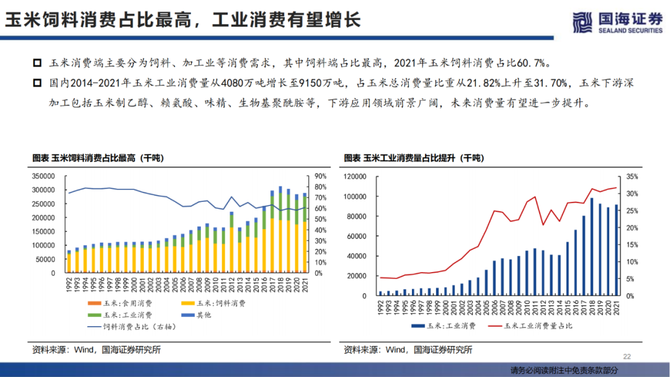 玉米饲料消费占比最高，工业消费有望增长
国海证券
SEALAND SECURITIES
玉米消费端主要分为饲料、加工业等消费需求，其中饲料端占比最高，2021年玉米饲料消费占比60.7%。
国内2014-2021年玉米工业消费量从4080万吨增长至9150万吨，占玉米总消费量比重从21.82%上升至31.70%，玉米下游深
加工包括玉米制乙醇、赖氨酸、味精、生物基聚酰胺等，下游应用领域前景广阔，未来消费量有望进一步提升。
图表 玉米饲料消费占比最高（千吨）
350000
300000
250000
200000
150000
100000
50000
0
90%
80%
70%
60%
50%
40%
30%
20%
10%
0%
1992 1993 1994 1995 1996 1997 1998 1999 2000 2001 2002 2003 2004 2005 2006 2007 2008 2009 2010 2011 2012 2013 2014 2015 2016 2017 2018 2019 2020 2021
玉米:食用消费 玉米:饲料消费
玉米:工业消费 其他
饲料消费占比（右轴）
资料来源：Wind，国海证券研究所
图表 玉米工业消费量占比提升（千吨）
120000
100000
80000
60000
40000
20000
0
35%
30%
25%
20%
15%
10%
5%
0%
1992 1993 1994 1995 1996 1997 1998 1999 2000 2001 2002 2003 2004 2005 2006 2007 2008 2009 2010 2011 2012 2013 2014 2015 2016 2017 2018 2019 2020 2021
玉米:工业消费 玉米工业消费量占比
资料来源：Wind，国海证券研究所
22
请务必阅读附注中免责条款部分